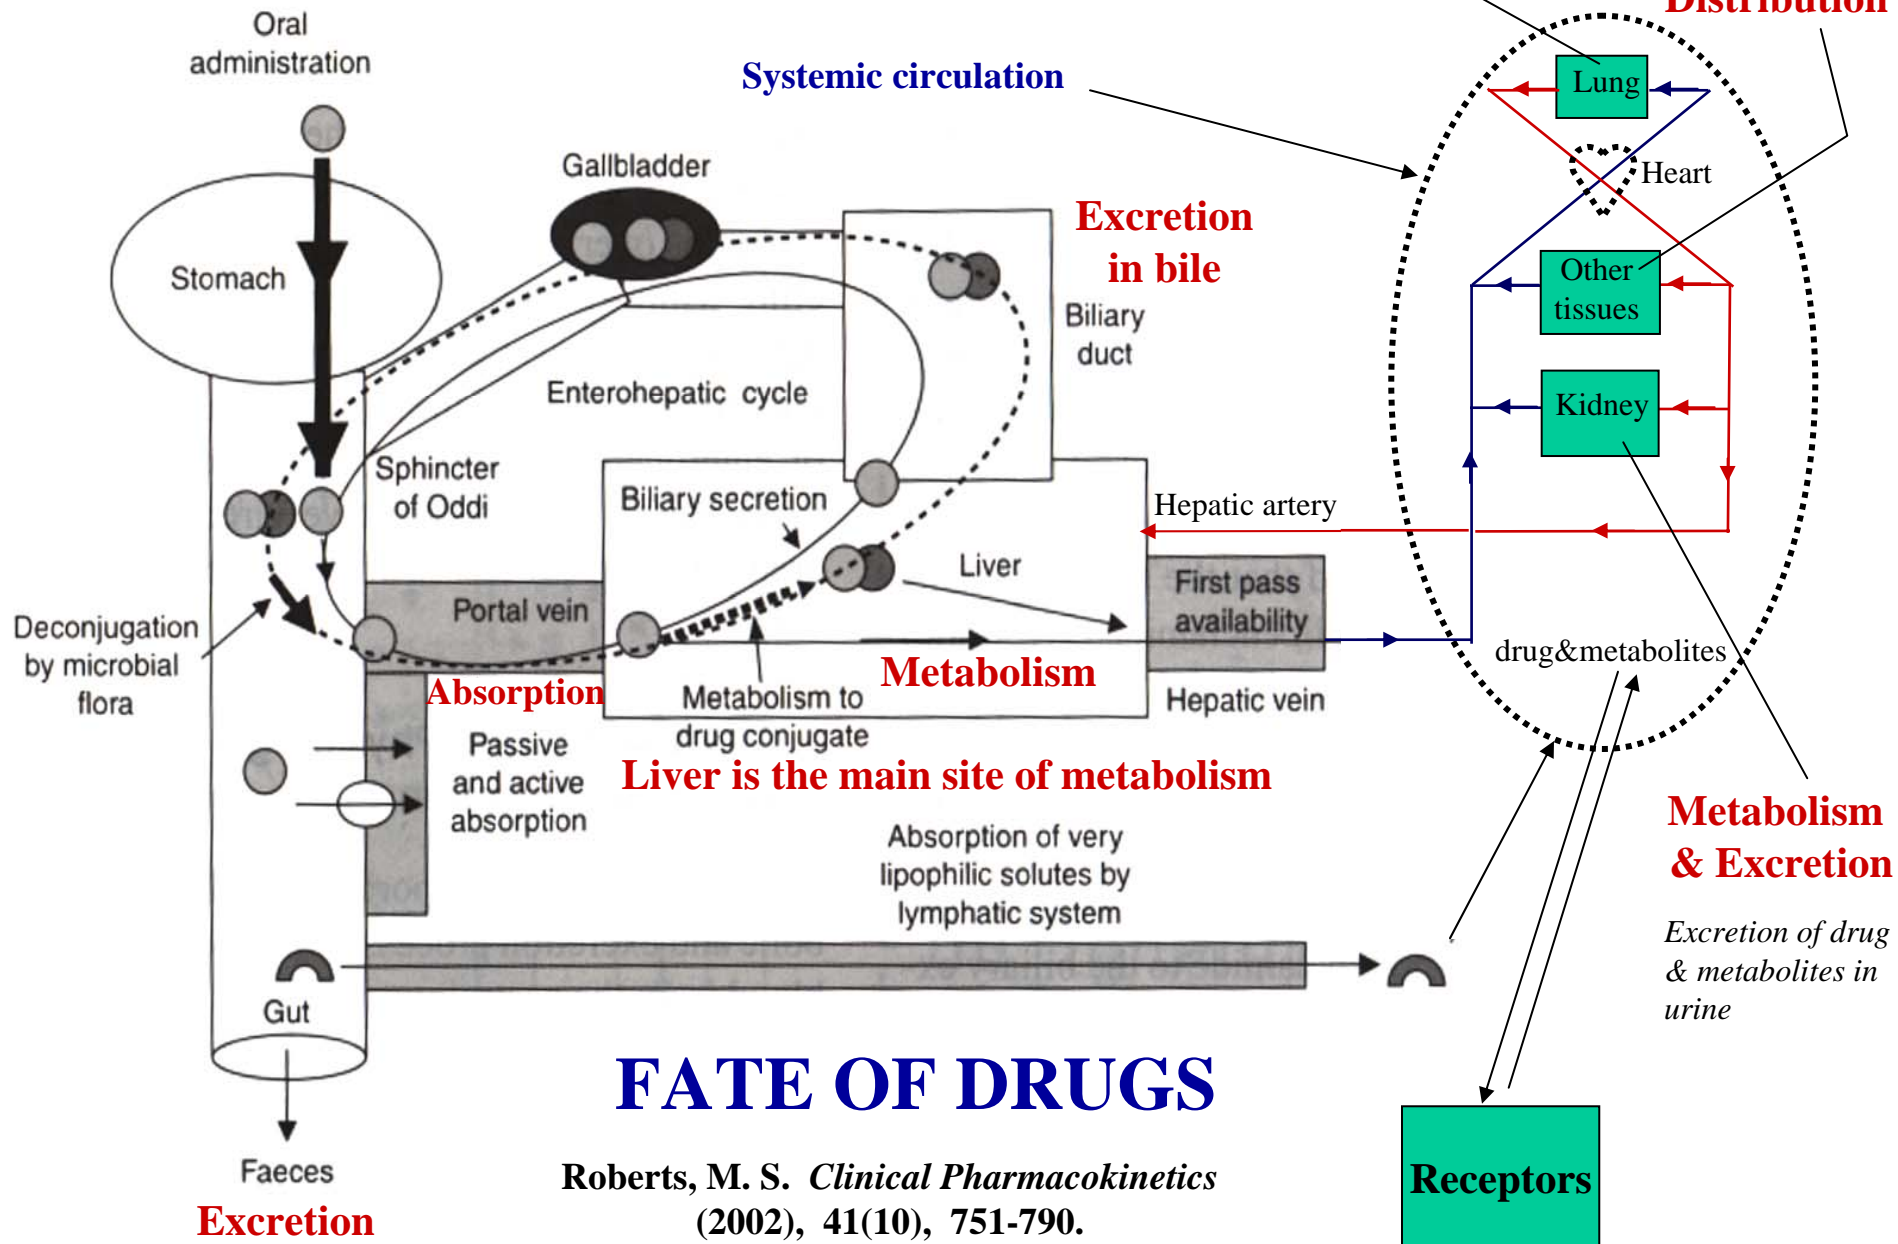 Oral
administration
Distribution
Systemic circulation
Lung
Gallbladder
Heart
Excretion
in bile
Stomach
Other
tissues
Biliary
duct
Enterohepatic cycle
Kidney
Sphincter
of Oddi
Biliary secretion
Hepatic artery
Liver
First pass
availability
Portal vein
Deconjugation
by microbial
flora
drug&metabolites
Absorption
Metabolism
Metabolism to
drug conjugate
Hepatic vein
Passive
and active
absorption
Liver is the main site of metabolism
Metabolism
& Excretion
Absorption of very
lipophilic solutes by
lymphatic system
Excretion of drug
& metabolites in
urine
Gut
FATE OF DRUGS
Faeces
Excretion
Roberts, M. S. Clinical Pharmacokinetics
(2002), 41(10), 751-790.
Receptors